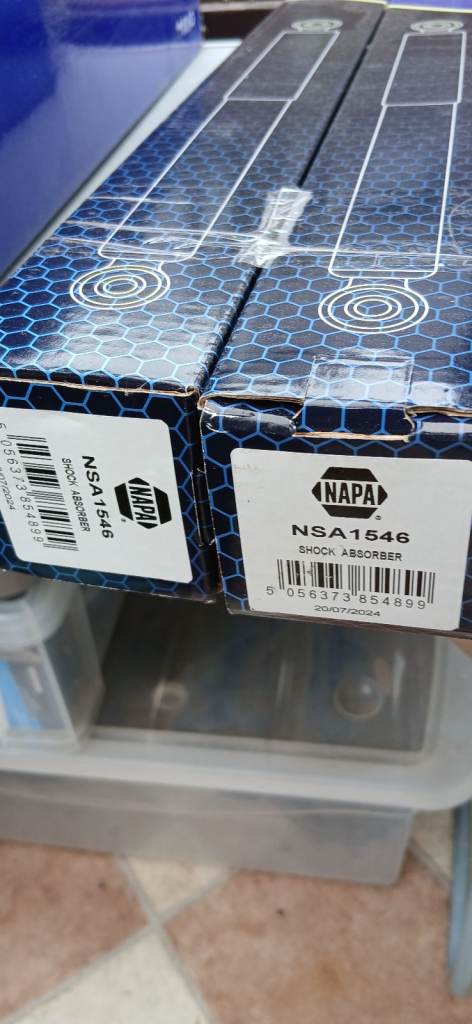 NAPA
®
NSA1546
SHOCK ABSORBER
5 056373 854899
20/07/2024
NAPA
®
NSA1546
SHOCK ABSORBER
5 056373 854899